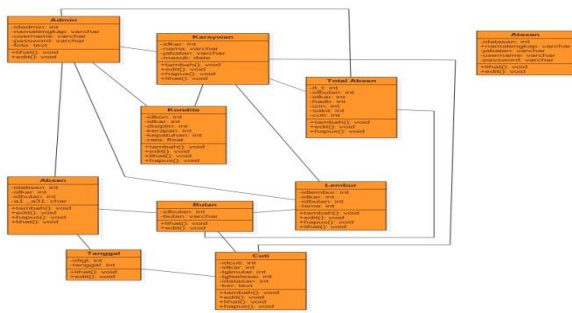 Admin
-idadmin: int
-namalengkap: varchar
-username: varchar
-password: varchar
-foto: text
+lihat(): void
+edit(): void
Karaywan
-idkar: int
-nama: varchar
-jabatan: varchar
-masuk: date
+tambah(): void
+edit(): void
+hapus(): void
+lihat(): void
Total Absen
-idbulan: int
-idkar: int
-hadir: int
-izin: int
-sakit: int
-cuti: int
+tambah(): void
+edit(): void
+hapus(): void
Atasan
-idatasan: int
+namalengkap: varchar
-jabatan: varchar
-username: varchar
-password: varchar
+lihat(): void
+edit(): void
Kondite
-idkon: int
-idkar: int
-disiplin: int
-kerapan: int
-kepatuhan: int
-rata: float
+tambah(): void
+edit(): void
+lihat(): void
+hapus(): void
Absen
-idabsen: int
-idkar: int
-idbulan: int
-a1 _a31: char
+tambah(): void
+edit(): void
+hapus(): void
+lihat(): void
Bulan
-idbulan: int
-bulan: varchar
+lihat(): void
+edit(): void
Lembur
-idlembur: int
-idkar: int
-idbulan: int
-lama: int
+tambah(): void
+edit(): void
+hapus(): void
+lihat(): void
Tanggal
-idtgl: int
-tanggal: int
+lihat(): void
+edit(): void
Cuti
-idcuti: int
-idkar: int
-tglmulai: int
-tglselesai: int
-idatasan: int
-ket: text
+tambah(): void
+edit(): void
+lihat(): void
+hapus(): void